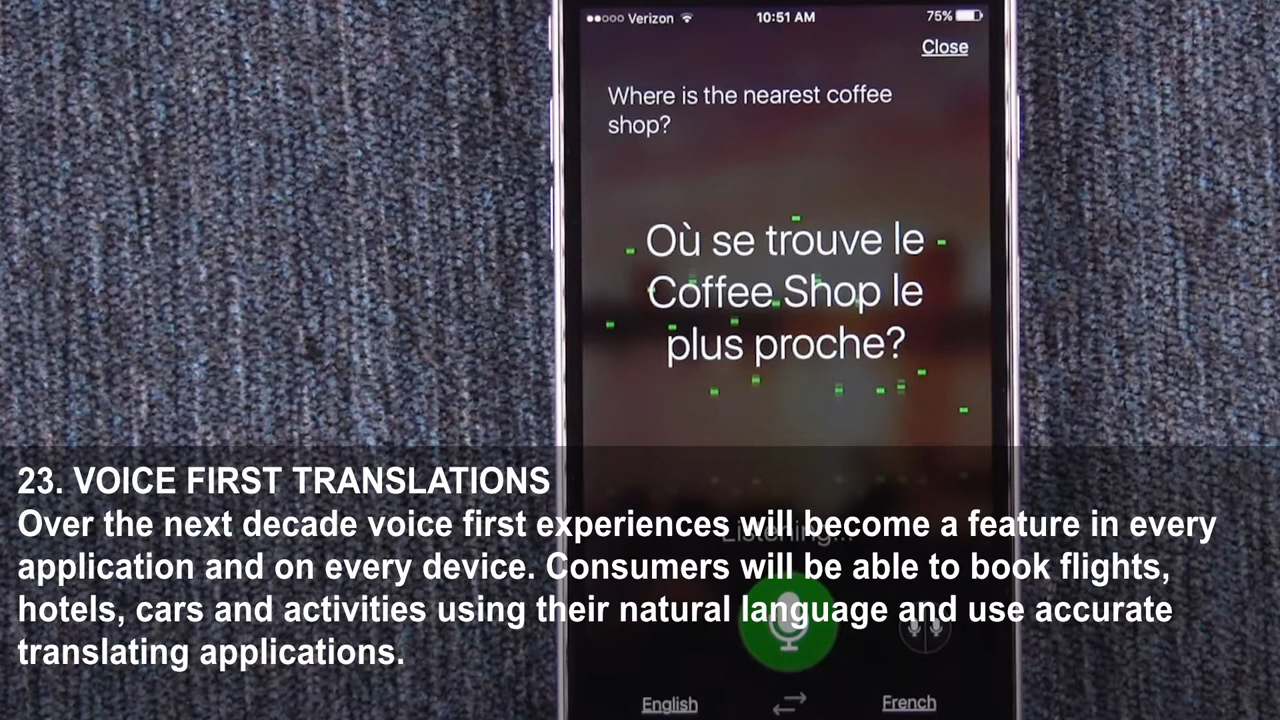 Verizon 10:51 AM 75%
Close
Where is the nearest coffee
shop?
Où se trouve le
Coffee Shop le
plus proche?
23. VOICE FIRST TRANSLATIONS
Over the next decade voice first experiences will become a feature in every
Listening...
application and on every device. Consumers will be able to book flights,
hotels, cars and activities using their natural language and use accurate
translating applications.
English French